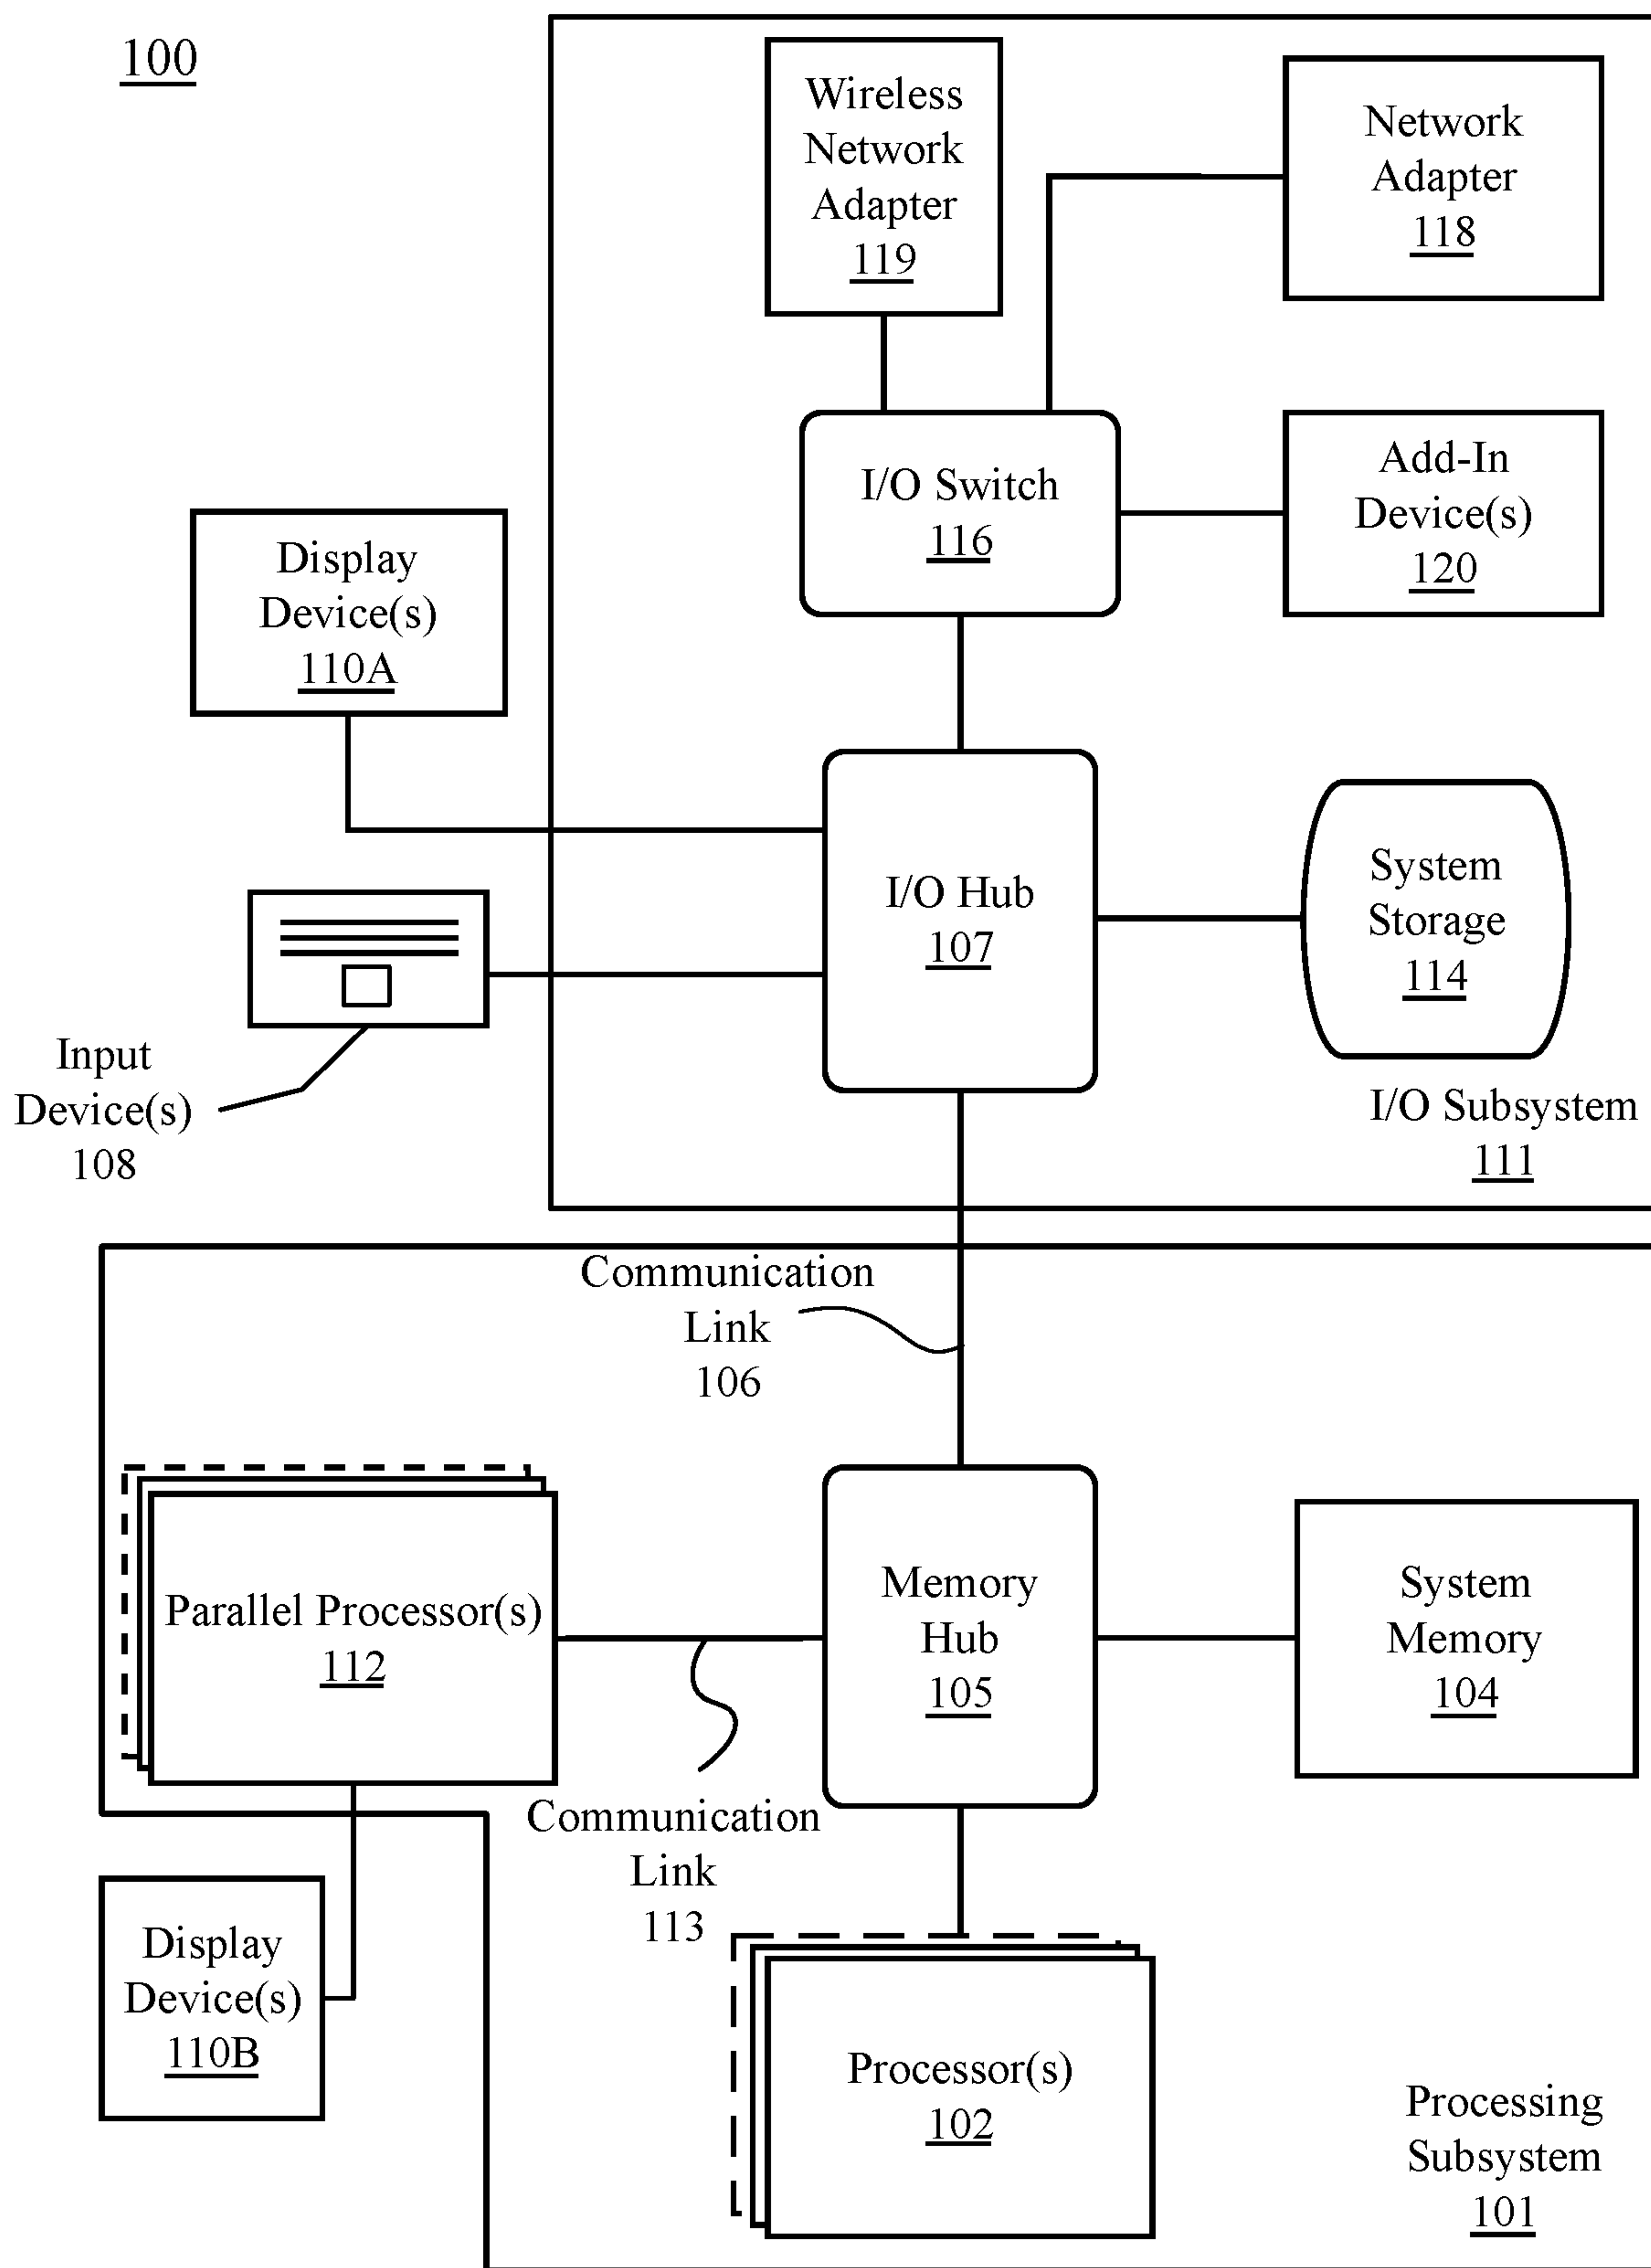 100
Wireless
Network
Adapter
119
Network
Adapter
118
I/O Switch
116
Add-In
Device(s)
120
Display
Device(s)
110A
I/O Hub
107
System
Storage
114
Input
Device(s)
108
I/O Subsystem
111
Communication
Link
106
Parallel Processor(s)
112
Memory
Hub
105
System
Memory
104
Communication
Link
113
Display
Device(s)
110B
Processor(s)
102
Processing
Subsystem
101